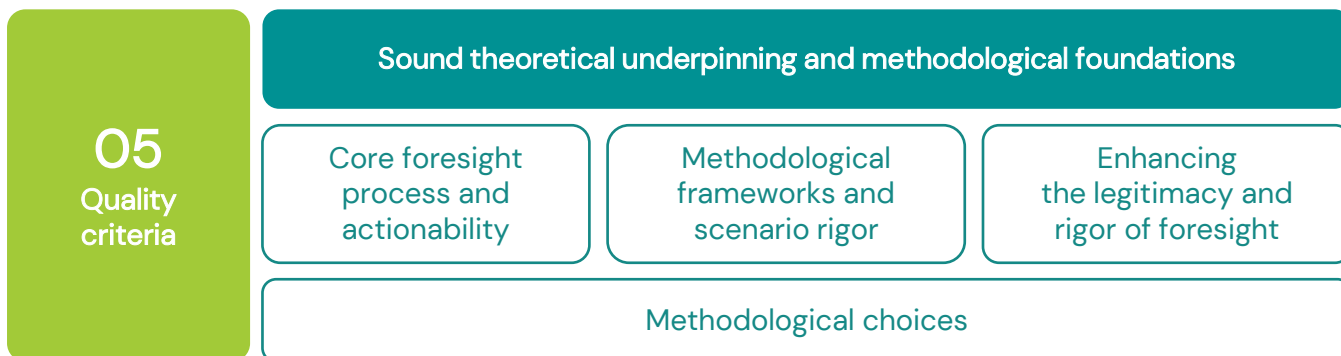 05
Quality
criteria
Sound theoretical underpinning and methodological foundations
Core foresight
process and
actionability
Methodological
frameworks and
scenario rigor
Enhancing
the legitimacy and
rigor of foresight
Methodological choices